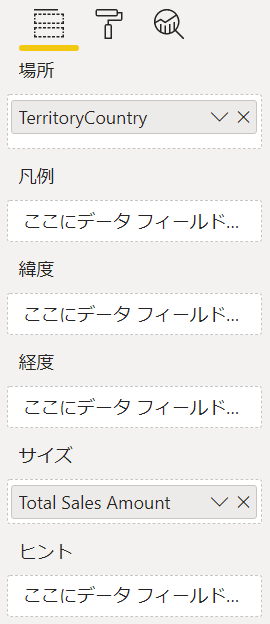 場所
TerritoryCountry
凡例
ここにデータ フィールド...
緯度
ここにデータ フィールド...
経度
ここにデータ フィールド...
サイズ
Total Sales Amount
ヒント
ここにデータ フィールド...